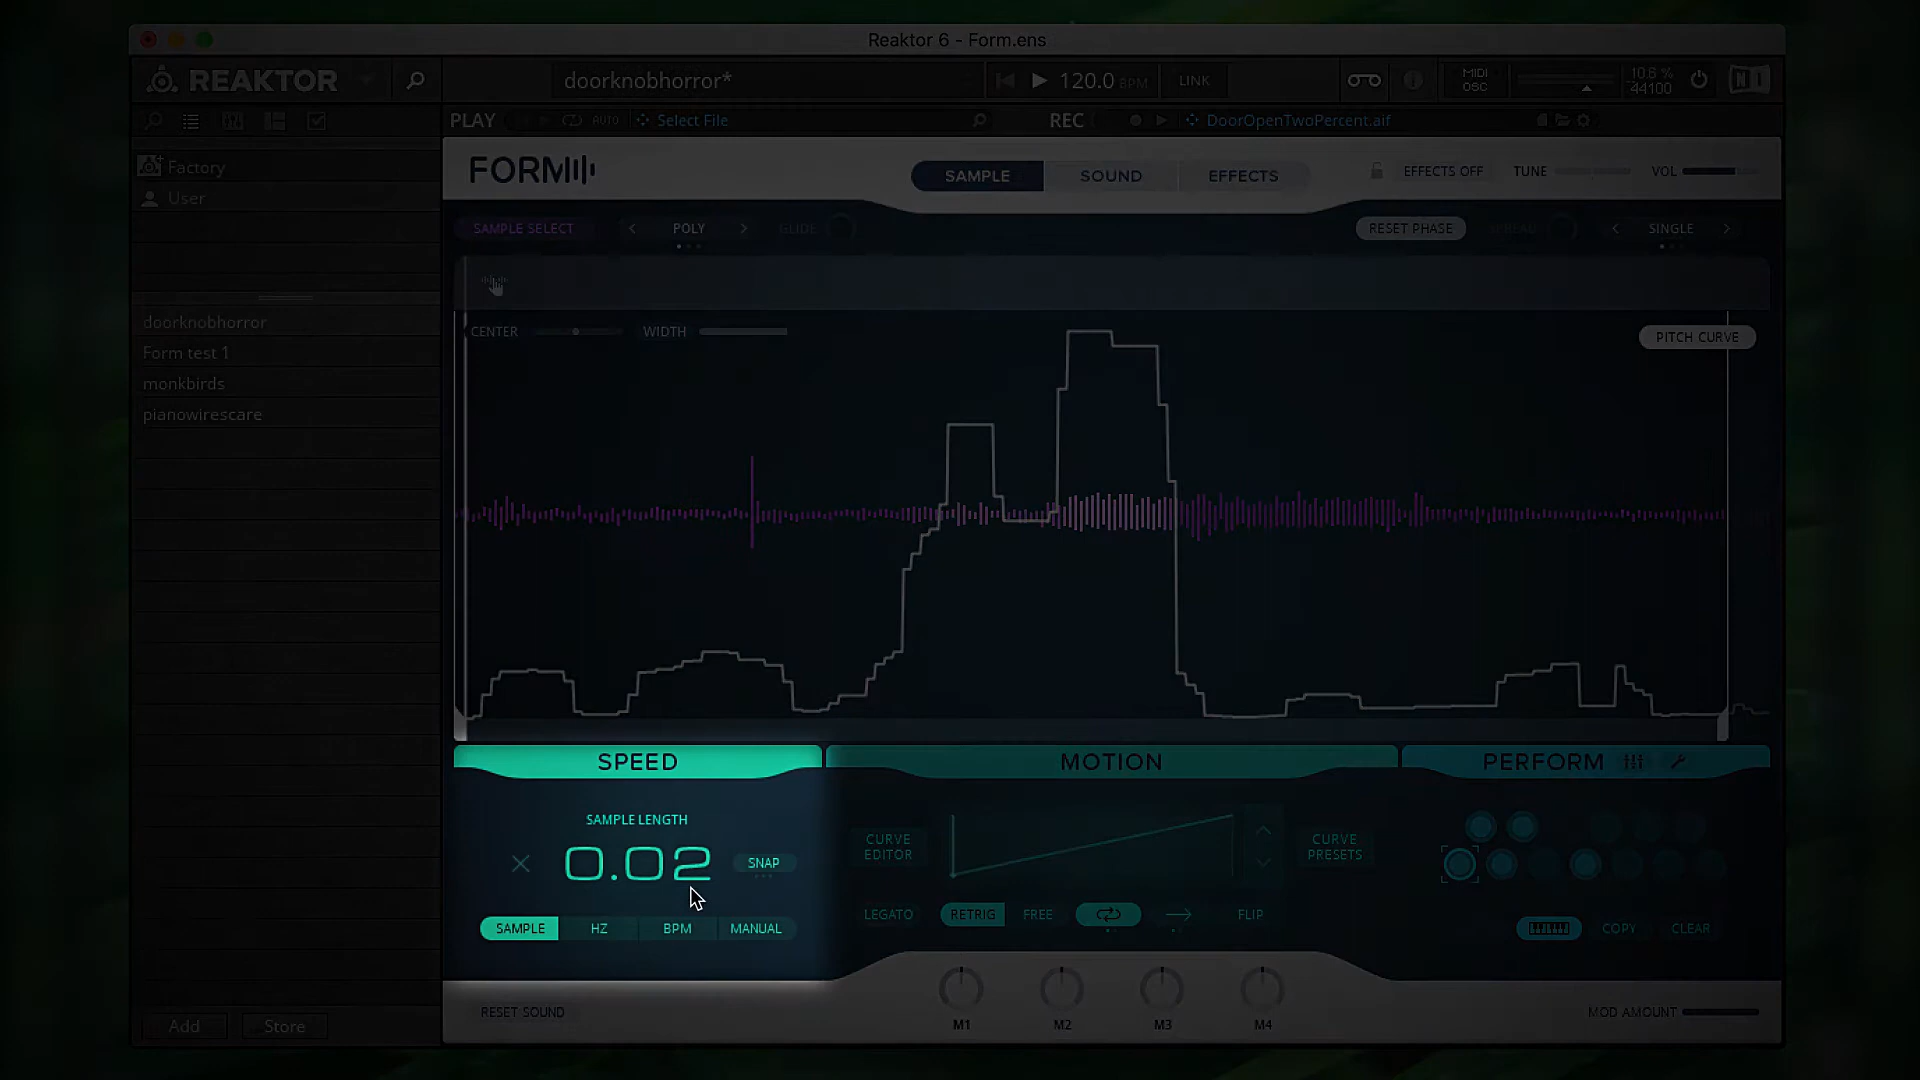 Reaktor 6 - Form.ens
REAKTOR
doorknobhorror*
120.0 BPM
LINK
MIDI
OSC
10.6 %
44100
NI
PLAY
AUTO
Select File
REC
DoorOpenTwoPercent.aif
Factory
User
doorknobhorror
Form test 1
monkbirds
pianowirescare
Add
Store
FORM
SAMPLE
SOUND
EFFECTS
EFFECTS OFF
TUNE
VOL
SAMPLE SELECT
POLY
GLIDE
RESET PHASE
SPREAD
SINGLE
CENTER
WIDTH
PITCH CURVE
SPEED
MOTION
PERFORM
SAMPLE LENGTH
0.02
SNAP
SAMPLE
HZ
BPM
MANUAL
CURVE
EDITOR
CURVE
PRESETS
LEGATO
RETRIG
FREE
FLIP
COPY
CLEAR
RESET SOUND
M1
M2
M3
M4
MOD AMOUNT